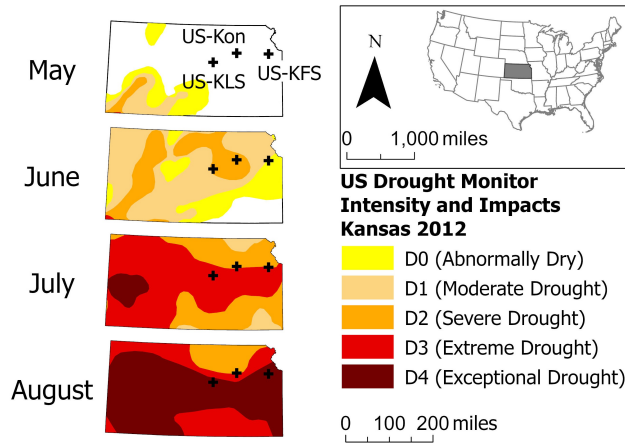 May
US-Kon
US-KLS
US-KFS
June
July
August
N
0 1,000 miles
US Drought Monitor
Intensity and Impacts
Kansas 2012
D0 (Abnormally Dry)
D1 (Moderate Drought)
D2 (Severe Drought)
D3 (Extreme Drought)
D4 (Exceptional Drought)
0 100 200 miles